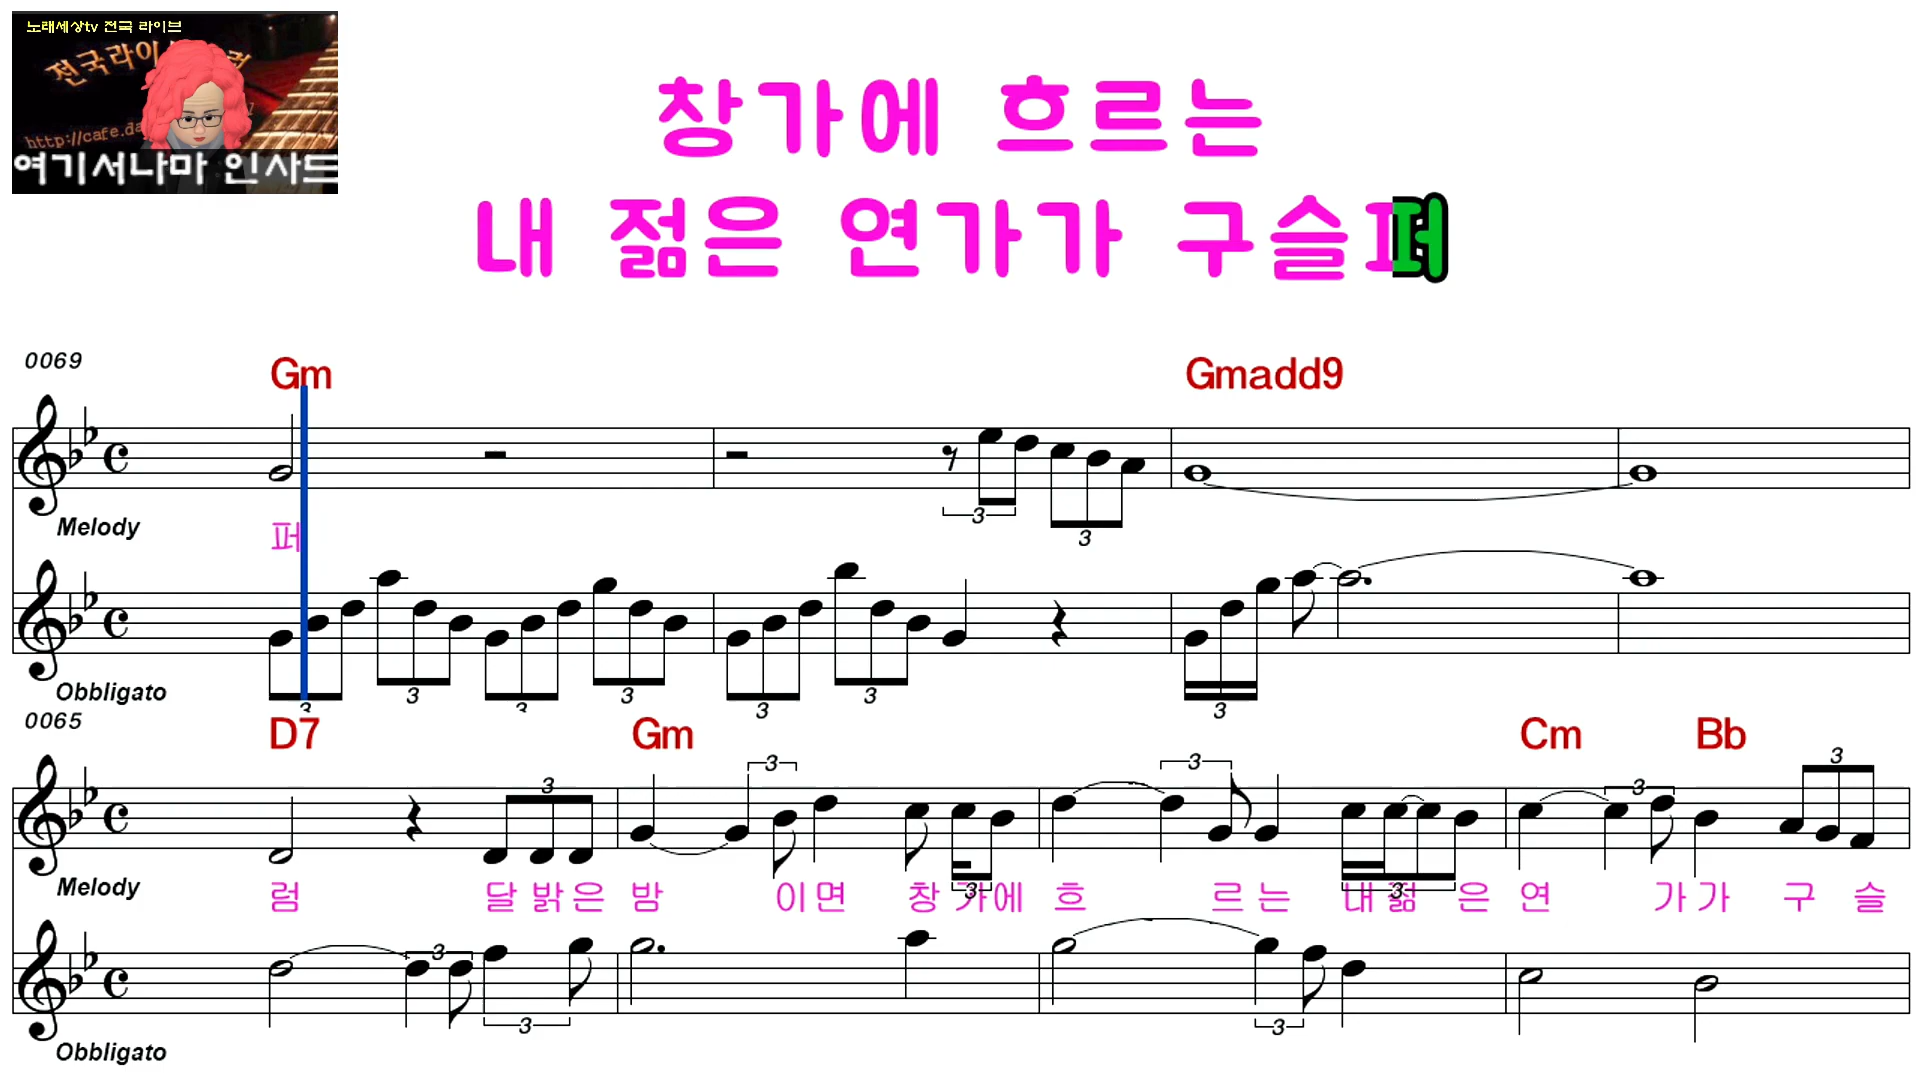 노래세상tv 전국 라이브
전국라이
http://cafe.da
여기서나마 인사드
창가에 흐르는
내 젊은 연가가 구슬퍼
0069
Gm Gmadd9
3 3
Melody
퍼
3 3 3 3 3 3 3
Obbligato
0065
D7 Gm Cm Bb
3 3 3 3 3
Melody
럼 달 밝 은 밤 이 면 창 가 에 흐 르 는 내 젊 은 연 가 가 구 슬
3 3
3 3 3
Obbligato